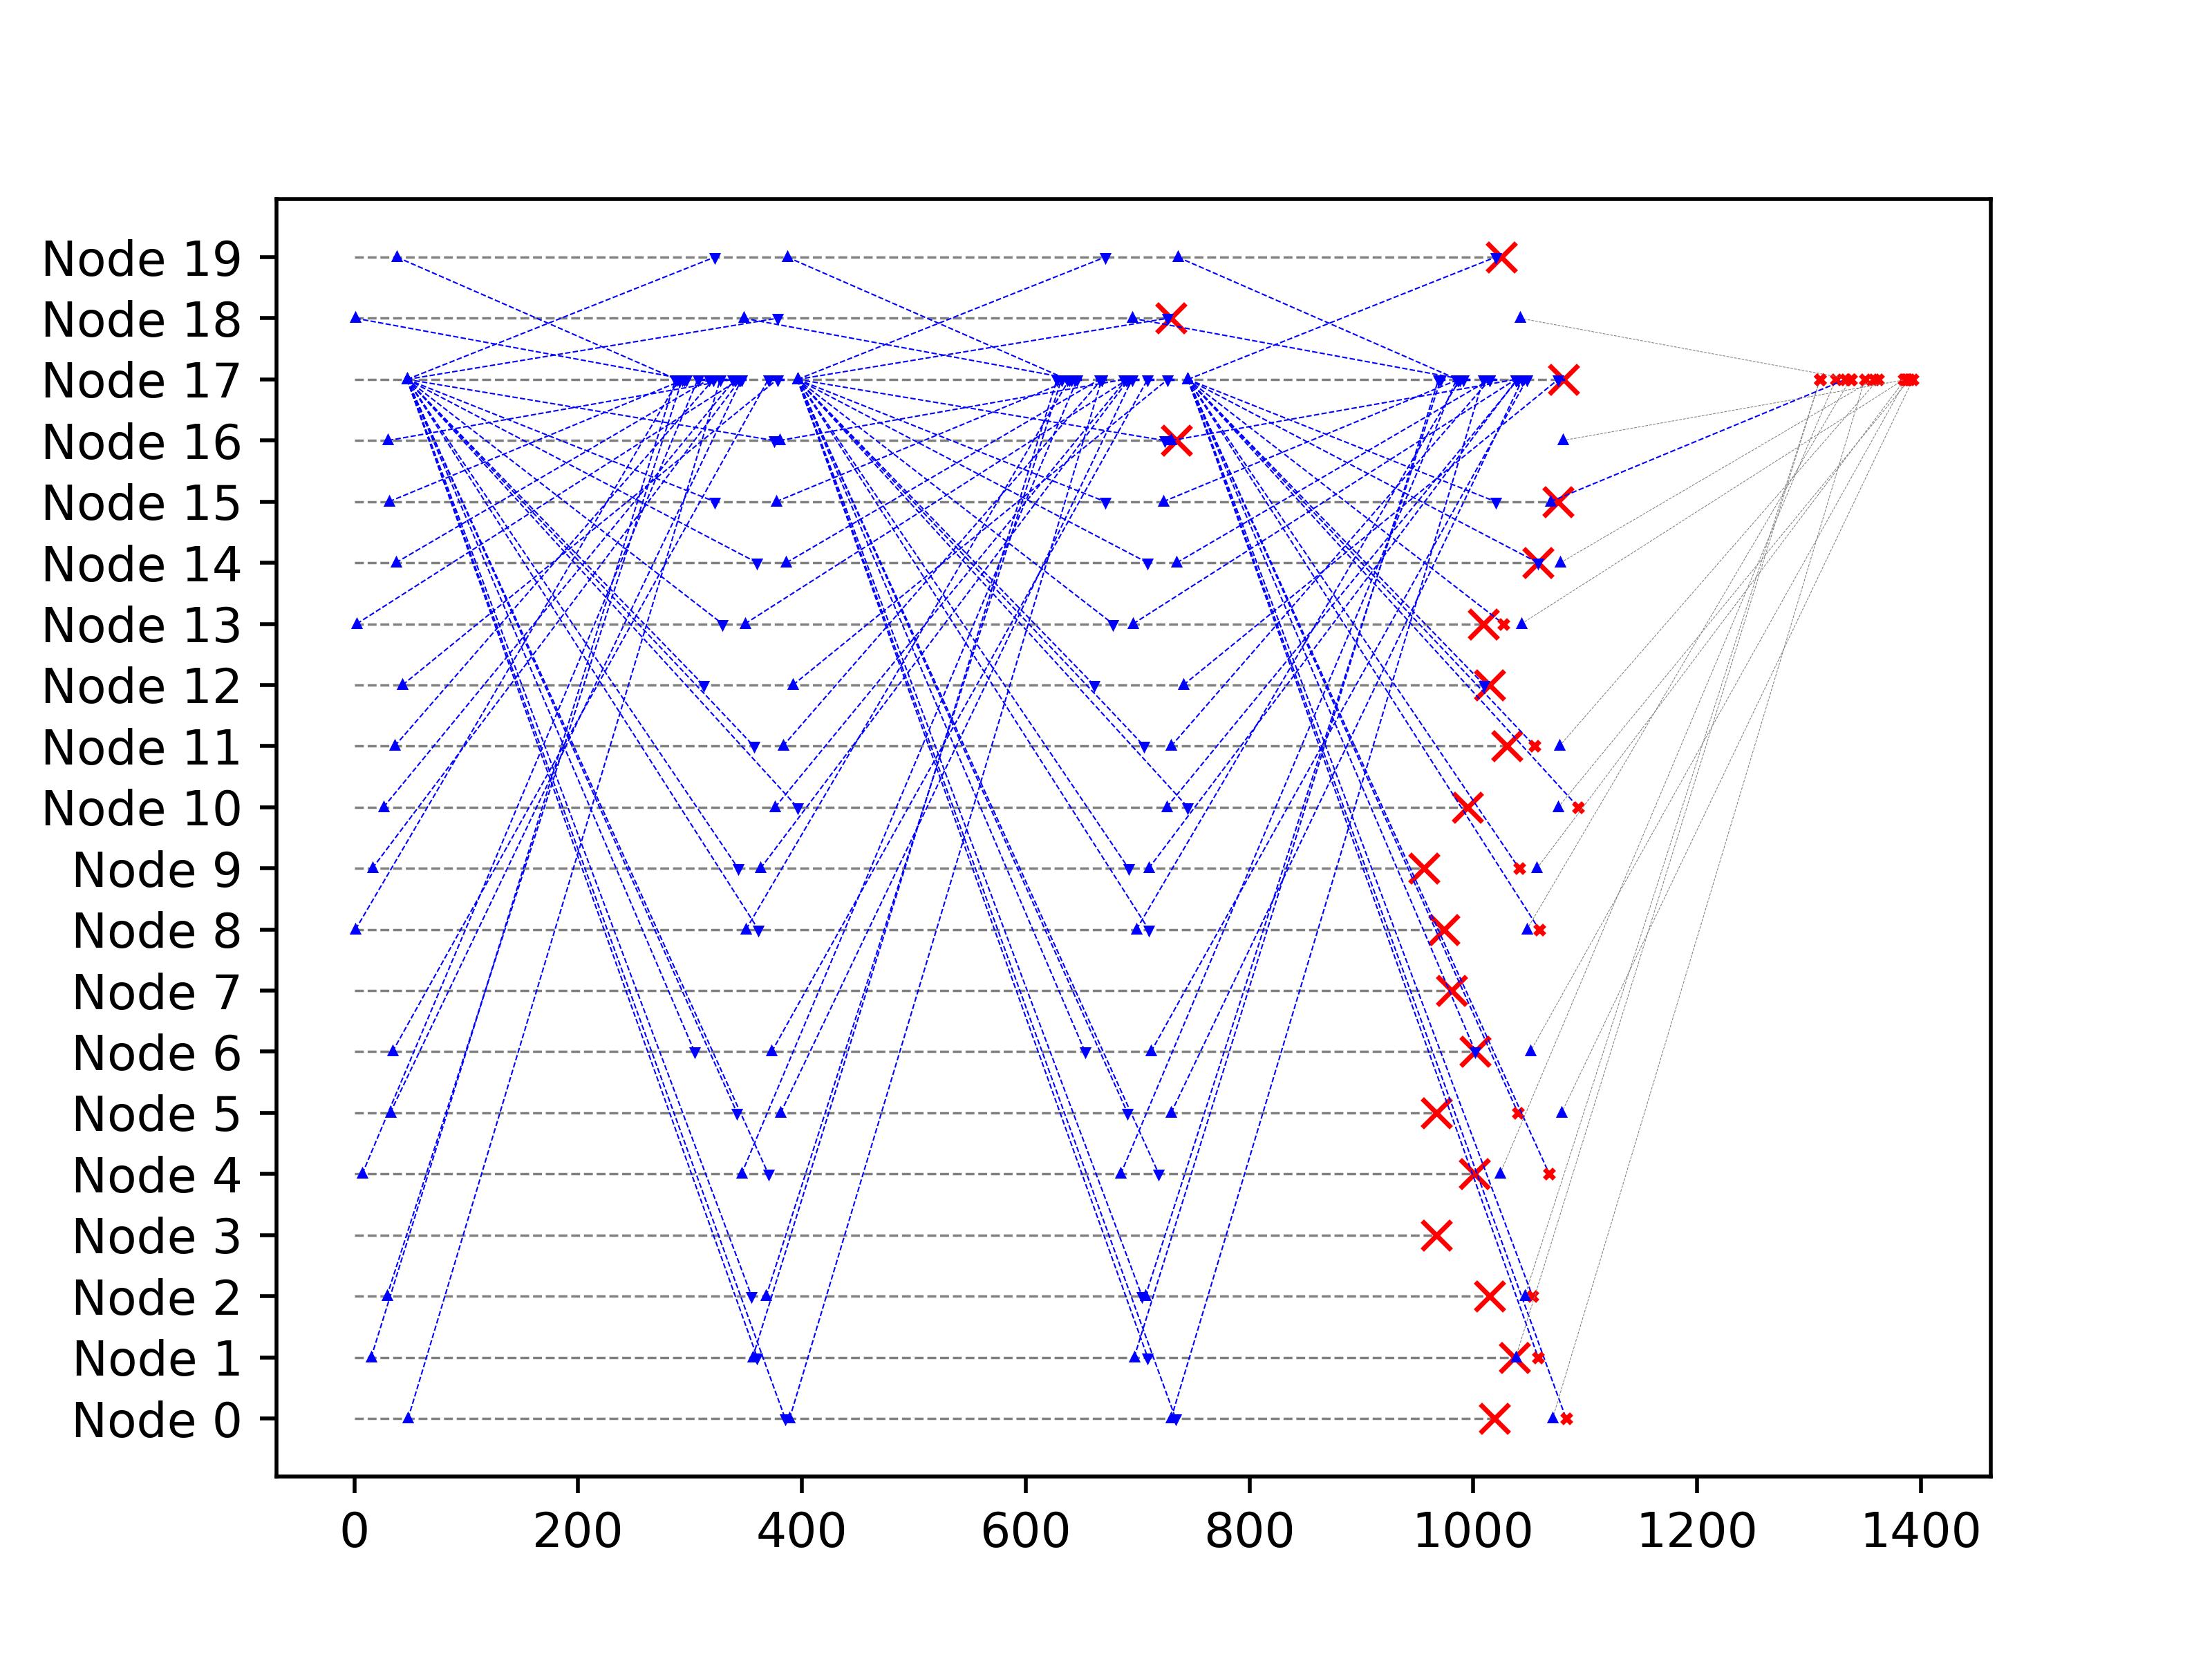 Node 19
Node 18
Node 17
Node 16
Node 15
Node 14
Node 13
Node 12
Node 11
Node 10
Node 9
Node 8
Node 7
Node 6
Node 5
Node 4
Node 3
Node 2
Node 1
Node 0
0 200 400 600 800 1000 1200 1400